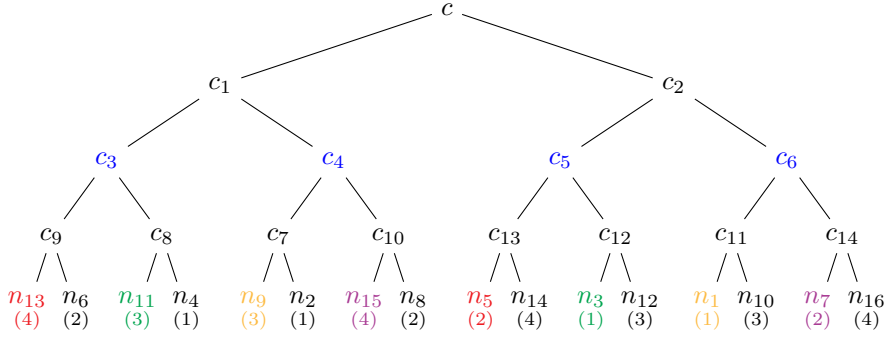 c
c₁ c₂
c₃ c₄ c₅ c₆
c₉ c₈ c₇ c₁₀ c₁₃ c₁₂ c₁₁ c₁₄
n₁₃ n₆ n₁₁ n₄ n₉ n₂ n₁₅ n₈ n₅ n₁₄ n₃ n₁₂ n₁ n₁₀ n₇ n₁₆
(4) (2) (3) (1) (3) (1) (4) (2) (2) (4) (1) (3) (1) (3) (2) (4)